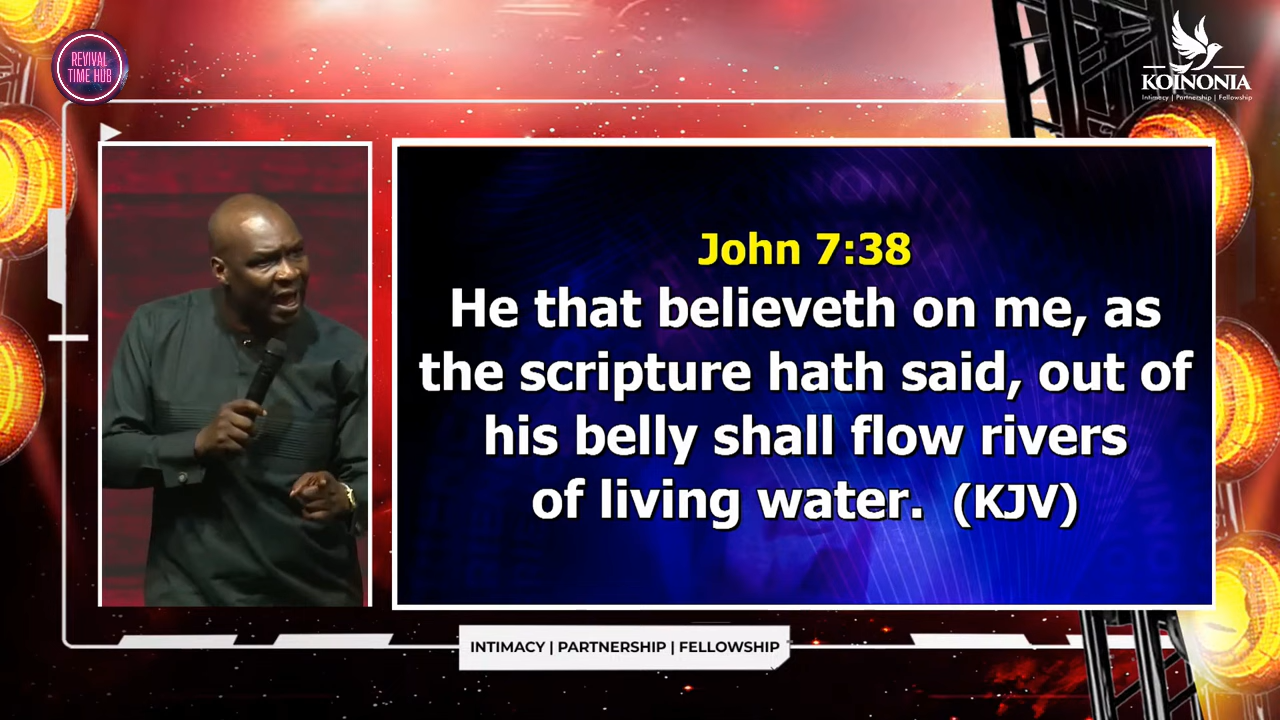 REVIVAL
TIME HUB
KOINONIA
Intimacy | Partnership | Fellowship
John 7:38
He that believeth on me, as
the scripture hath said, out of
his belly shall flow rivers
of living water. (KJV)
INTIMACY | PARTNERSHIP | FELLOWSHIP